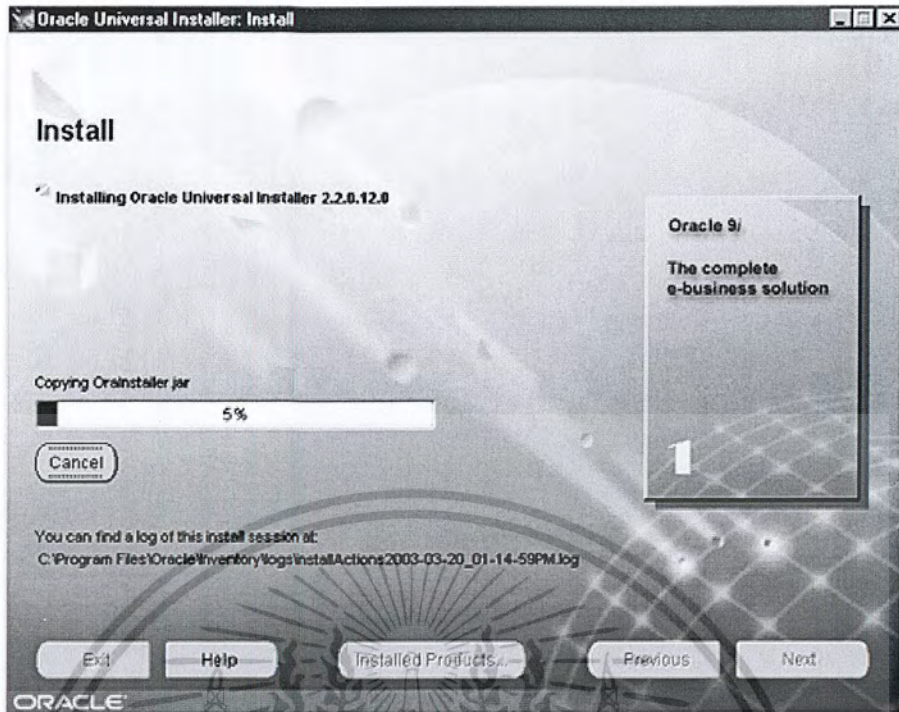 Oracle Universal Installer: Install
Install
Installing Oracle Universal Installer 2.2.0.12.0
Oracle 9i
The complete
e-business solution
Copying OraInstaller.jar
5%
1
Cancel
You can find a log of this install session at:
C:\Program Files\Oracle\Inventory\logs\installActions2003-03-20_01-14-59PM.log
Exit
Help
Installed Products...
Previous
Next
ORACLE